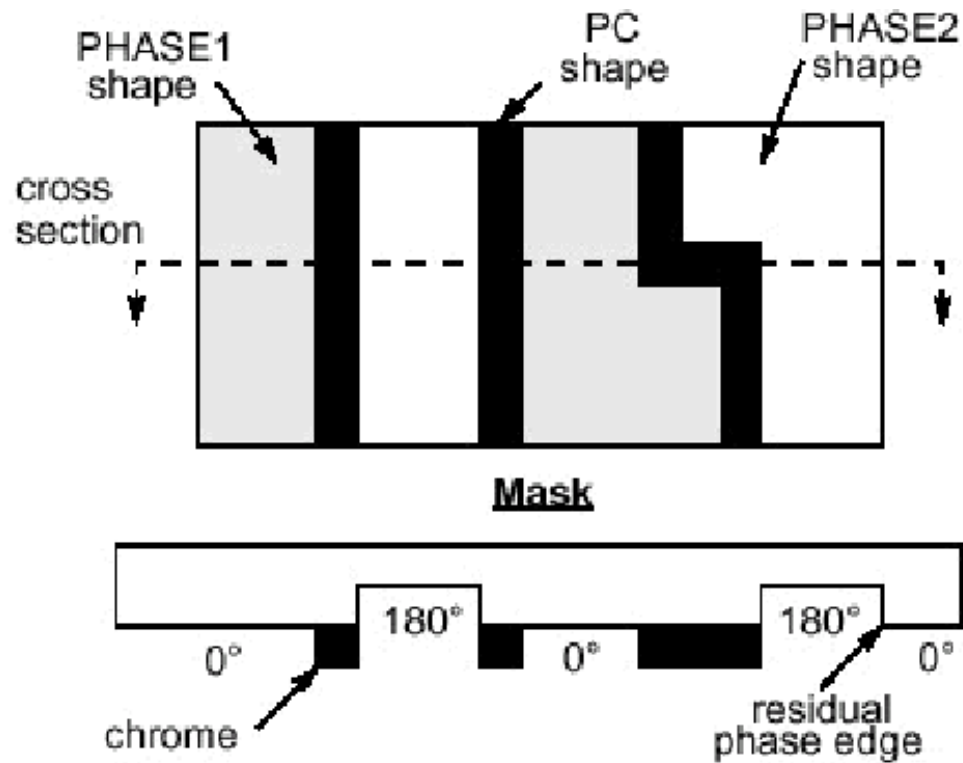 PHASE1
shape
PC
shape
PHASE2
shape
cross
section
Mask
0°
180°
0°
180°
0°
chrome
residual
phase edge